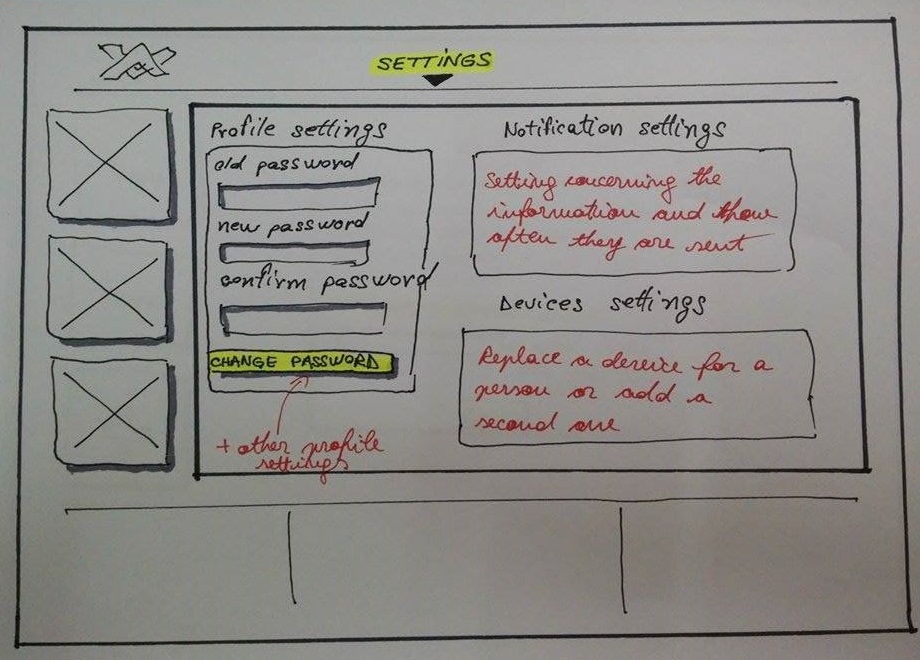 SETTINGS
Profile settings
old password
new password
confirm password
CHANGE PASSWORD
+ other profile
settings
Notification settings
Setting concerning the
information and how
often they are sent
Devices settings
Replace a device for a
person or add a
second one